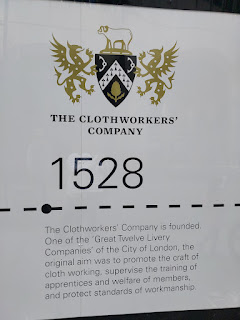 THE CLOTHWORKERS'
COMPANY
1528
The Clothworkers' Company is founded.
One of the 'Great Twelve Livery
Companies' of the City of London, the
original aim was to promote the craft of
cloth working, supervise the training of
apprentices and welfare of members,
and protect standards of workmanship.